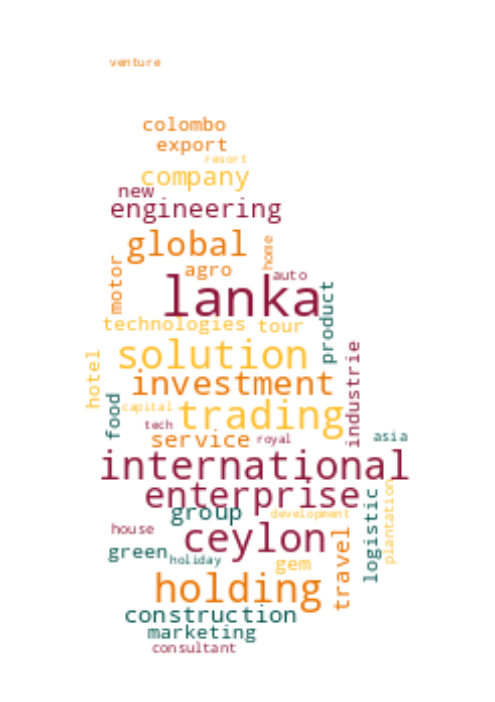 venture
colombo
export
resort
company
new
engineering
global
home
agro
auto
motor
lanka
product
technologies
tour
solution
industrie
hotel
investment
food
capital
trading
tech
service
royal
asia
international
enterprise
group
development
logistic
plantation
house
ceylon
green
holiday
gem
travel
holding
construction
marketing
consultant